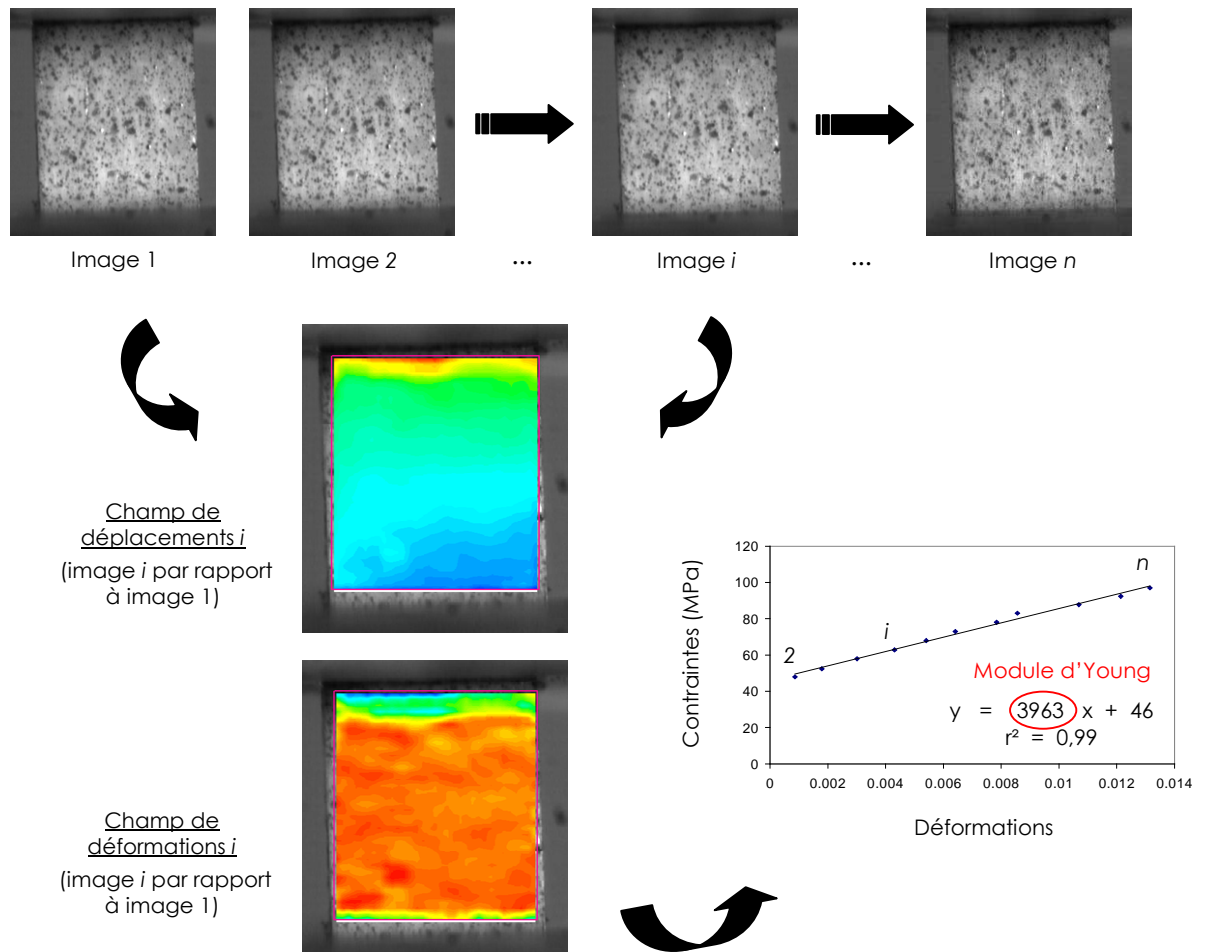 Image 1
Image 2
...
Image i
...
Image n
Champ de
déplacements i
(image i par rapport
à image 1)
Champ de
déformations i
(image i par rapport
à image 1)
Contraintes (MPa)
120
100
80
60
40
20
0
2
i
n
Module d'Young
y = 3963 x + 46
r² = 0,99
0 0.002 0.004 0.006 0.008 0.01 0.012 0.014
Déformations